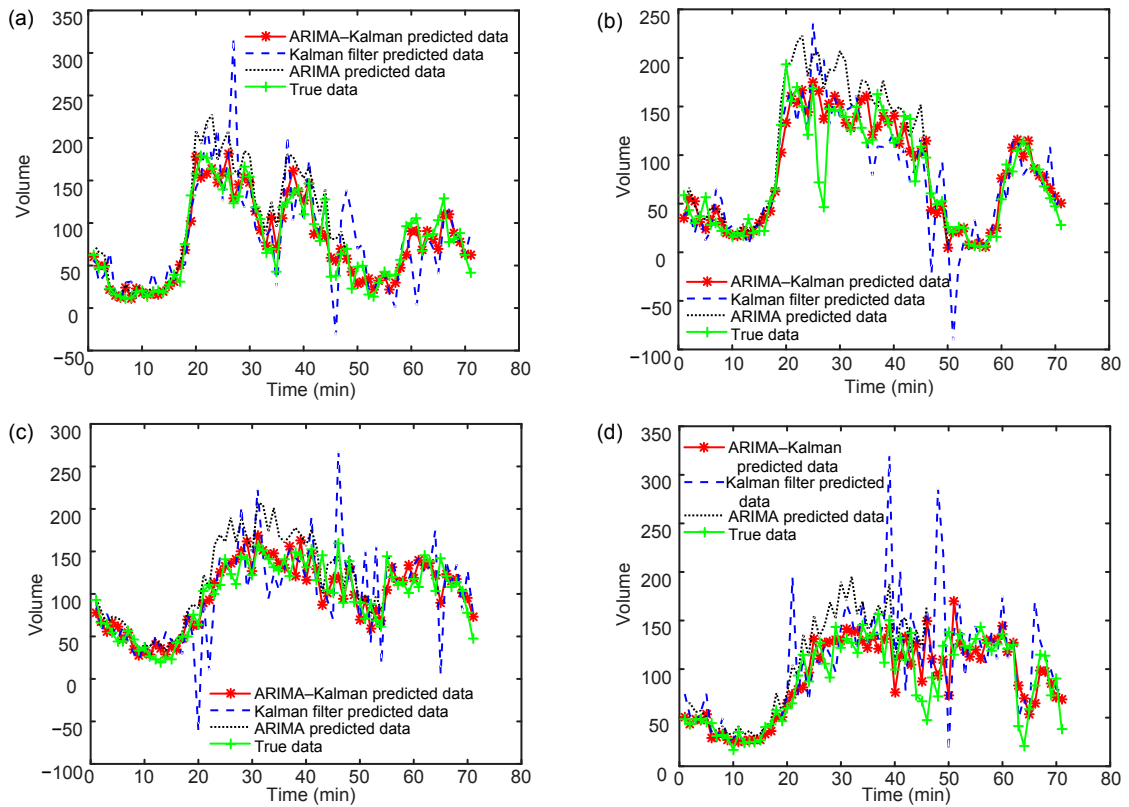 (a)
350
300
250
200
150
100
50
0
−50
Volume
ARIMA–Kalman predicted data
Kalman filter predicted data
ARIMA predicted data
True data
0 10 20 30 40 50 60 70 80
Time (min)
(b)
250
200
150
100
50
0
−50
−100
Volume
ARIMA–Kalman predicted data
Kalman filter predicted data
ARIMA predicted data
True data
0 10 20 30 40 50 60 70 80
Time (min)
(c)
300
250
200
150
100
50
0
−50
−100
Volume
ARIMA–Kalman predicted data
Kalman filter predicted data
ARIMA predicted data
True data
0 10 20 30 40 50 60 70 80
Time (min)
(d)
350
300
250
200
150
100
50
0
Volume
ARIMA–Kalman
predicted data
Kalman filter predicted
data
ARIMA predicted data
True data
0 10 20 30 40 50 60 70 80
Time (min)